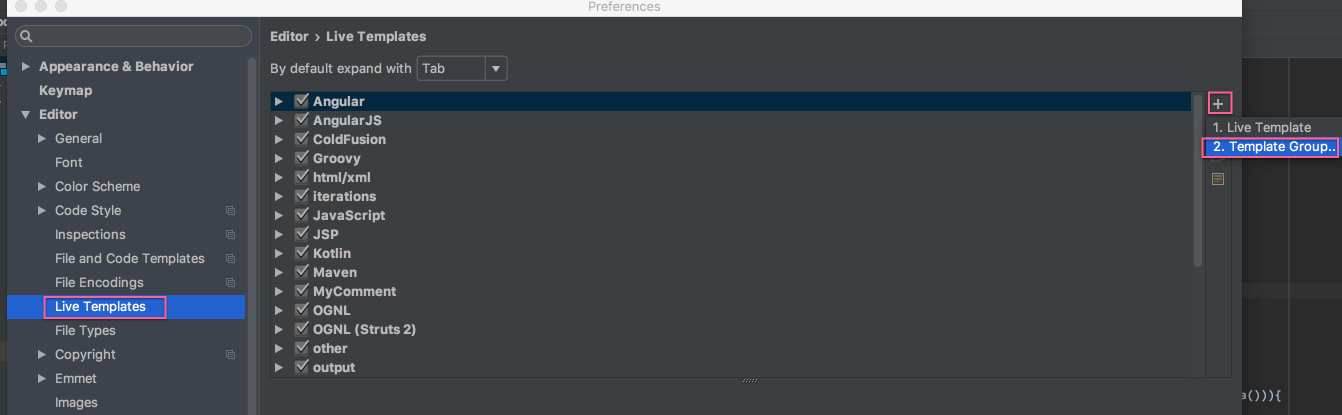 Preferences
Appearance & Behavior
Keymap
Editor
General
Font
Color Scheme
Code Style
Inspections
File and Code Templates
File Encodings
Live Templates
File Types
Copyright
Emmet
Images
Editor › Live Templates
By default expand with Tab
Angular
AngularJS
ColdFusion
Groovy
html/xml
iterations
JavaScript
JSP
Kotlin
Maven
MyComment
OGNL
OGNL (Struts 2)
other
output
+
1. Live Template
2. Template Group..
a())){